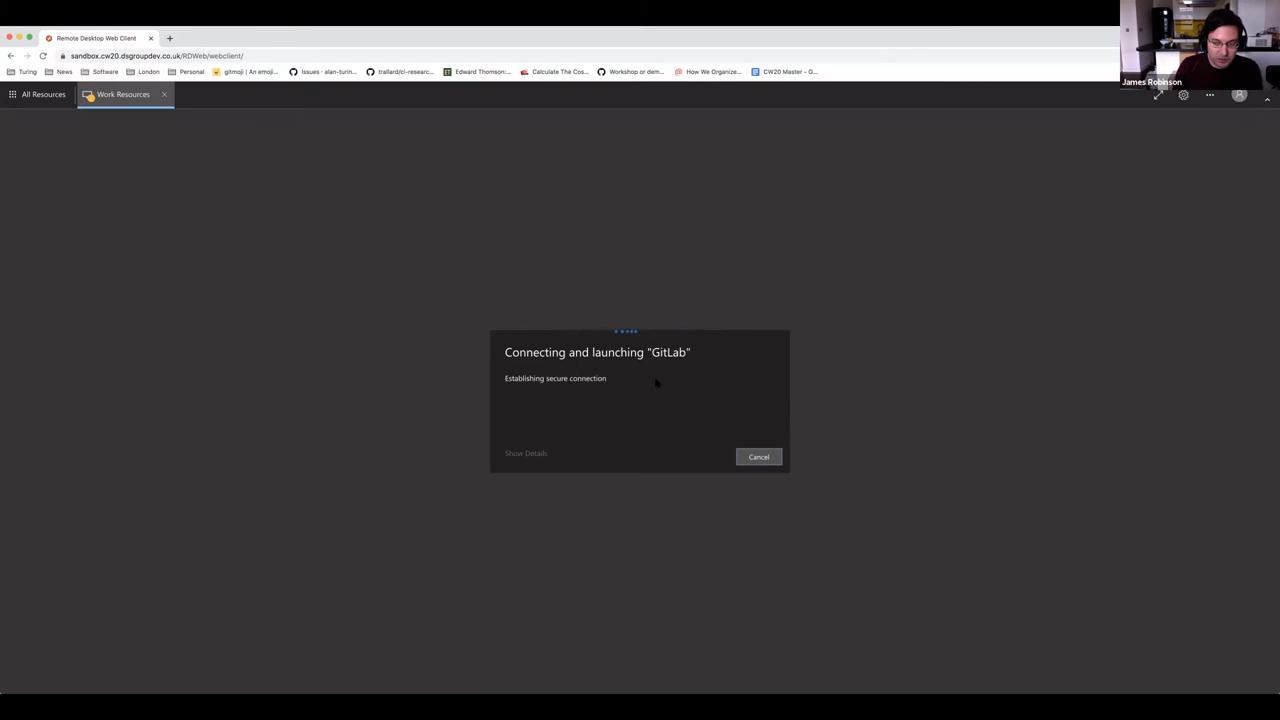 Remote Desktop Web Client
sandbox.cw20.dsgroupdev.co.uk/RDWeb/webclient/
Turing
News
Software
London
Personal
gitmoji | An emoji...
Issues · alan-turin...
trallard/ci-researc...
Edward Thomson:...
Calculate The Cos...
Workshop or dem...
How We Organize...
CW20 Master - G...
James Robinson
All Resources
Work Resources
Connecting and launching "GitLab"
Establishing secure connection
Show Details
Cancel